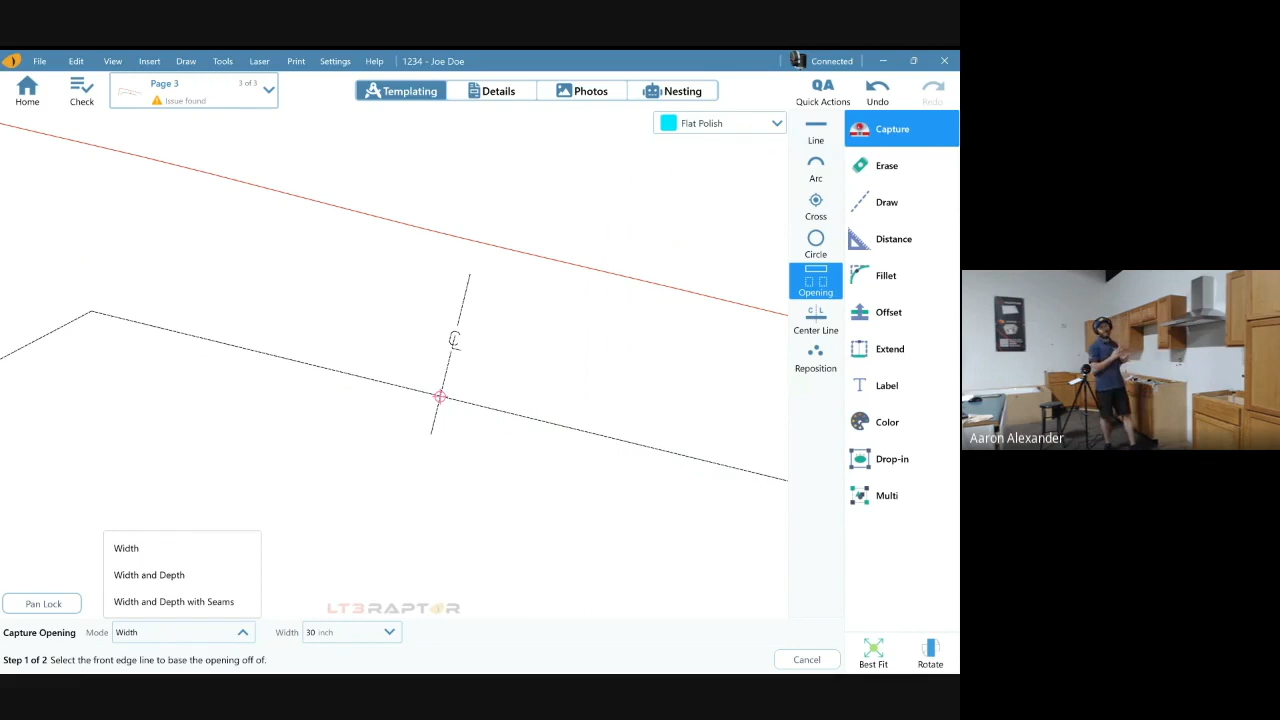 File Edit View Insert Draw Tools Laser Print Settings Help 1234 - Joe Doe Connected
Home
Check
Page 3
3 of 3
Issue found
Templating
Details
Photos
Nesting
QA
Quick Actions
Undo
Redo
Flat Polish
Line
Arc
Cross
Circle
Opening
C L
Center Line
Reposition
Capture
Erase
Draw
Distance
Fillet
Offset
Extend
Label
Color
Drop-in
Multi
Width
Width and Depth
Width and Depth with Seams
Pan Lock
LT3RAPTOR
Capture Opening Mode Width Width 30 inch
Step 1 of 2 Select the front edge line to base the opening off of.
Cancel
Best Fit
Rotate
Aaron Alexander